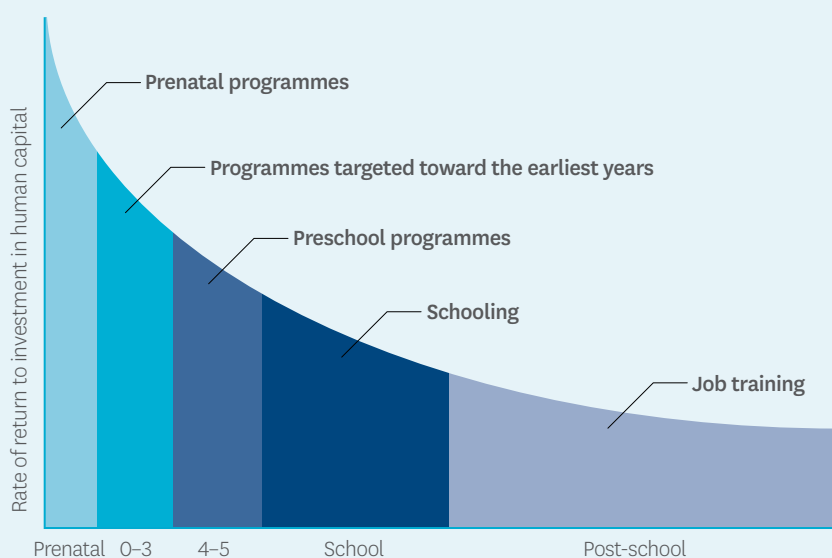 Rate of return to investment in human capital
Prenatal programmes
Programmes targeted toward the earliest years
Preschool programmes
Schooling
Job training
Prenatal 0–3 4–5 School Post-school